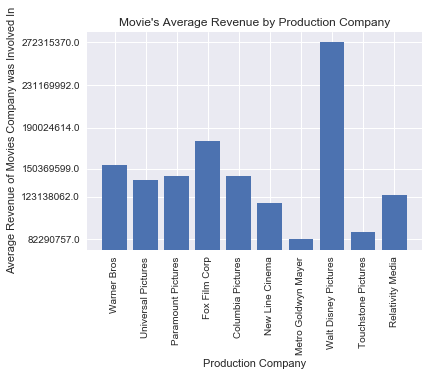 Movie's Average Revenue by Production Company
Average Revenue of Movies Company was Involved In
272315370.0
231169992.0
190024614.0
150369599.0
123138062.0
82290757.0
Warner Bros
Universal Pictures
Paramount Pictures
Fox Film Corp
Columbia Pictures
New Line Cinema
Metro Goldwyn Mayer
Walt Disney Pictures
Touchstone Pictures
Relativity Media
Production Company